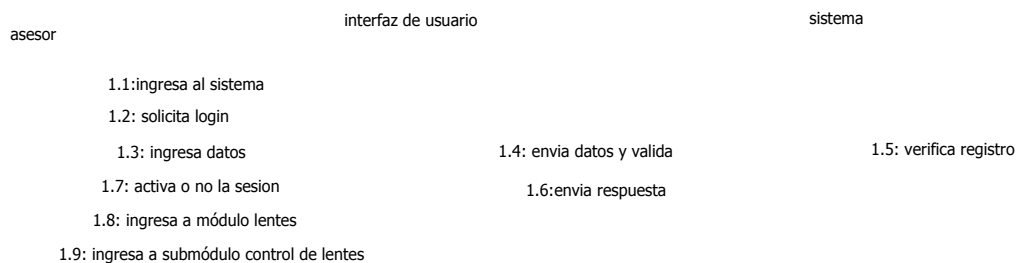 asesor
interfaz de usuario
sistema
1.1:ingresa al sistema
1.2: solicita login
1.3: ingresa datos
1.4: envia datos y valida
1.5: verifica registro
1.7: activa o no la sesion
1.6:envia respuesta
1.8: ingresa a módulo lentes
1.9: ingresa a submódulo control de lentes